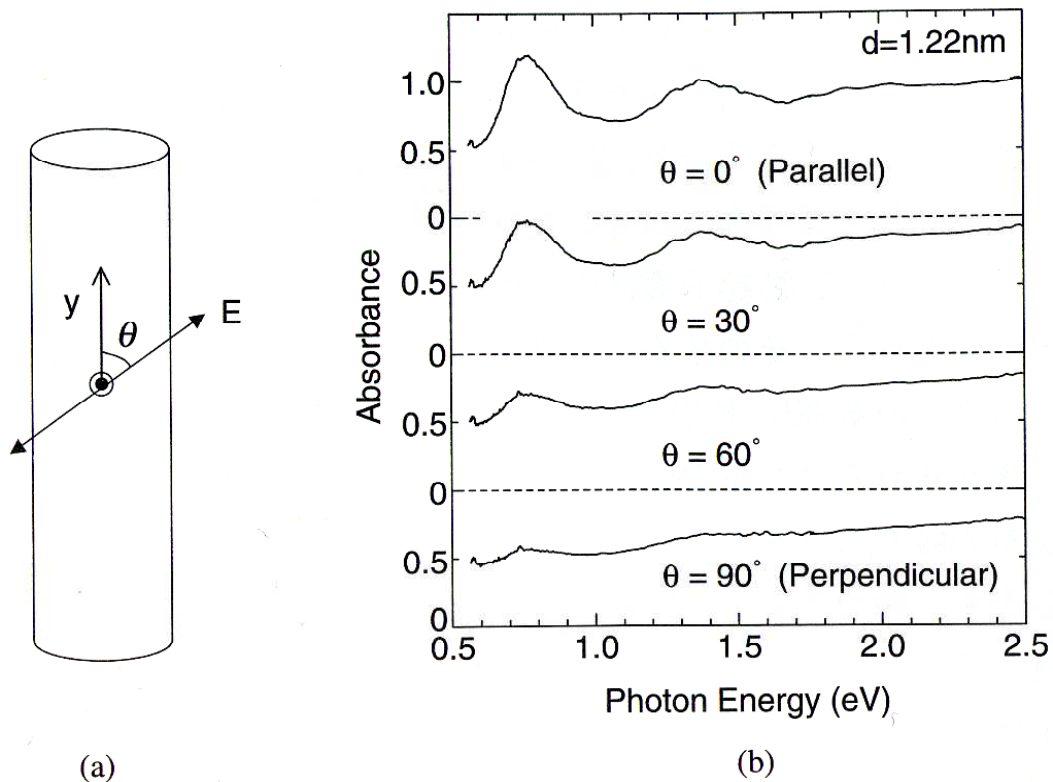 y
θ
E
(a)
d=1.22nm
Absorbance
1.0
0.5
θ = 0° (Parallel)
0
0.5
θ = 30°
0
0.5
θ = 60°
0
0.5
θ = 90° (Perpendicular)
0
0.5 1.0 1.5 2.0 2.5
Photon Energy (eV)
(b)